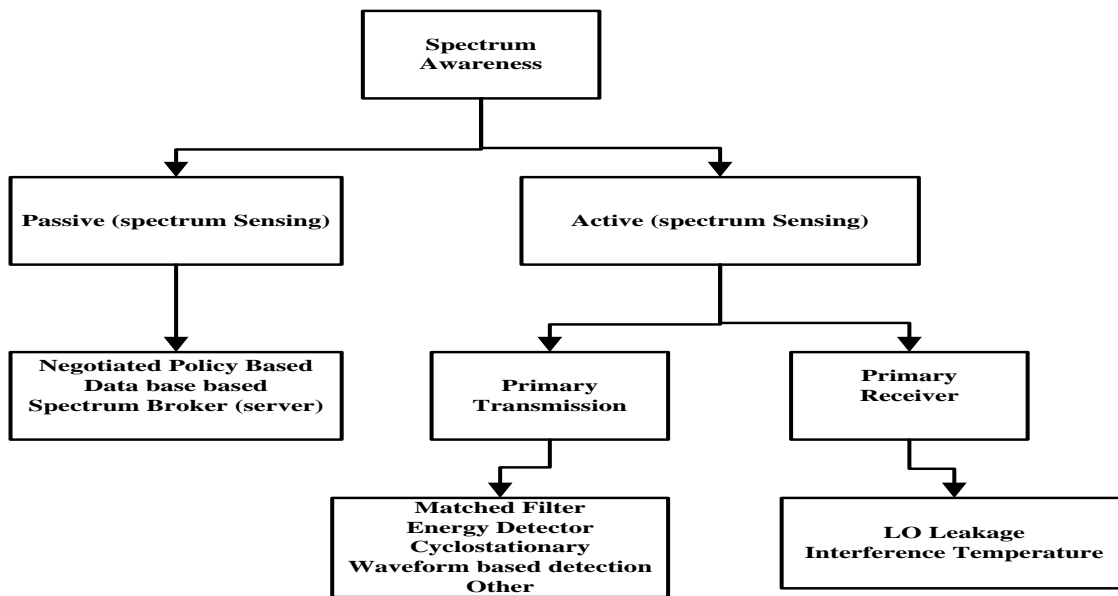 Spectrum
Awareness
Passive (spectrum Sensing)
Active (spectrum Sensing)
Negotiated Policy Based
Data base based
Spectrum Broker (server)
Primary
Transmission
Primary
Receiver
Matched Filter
Energy Detector
Cyclostationary
Waveform based detection
Other
LO Leakage
Interference Temperature